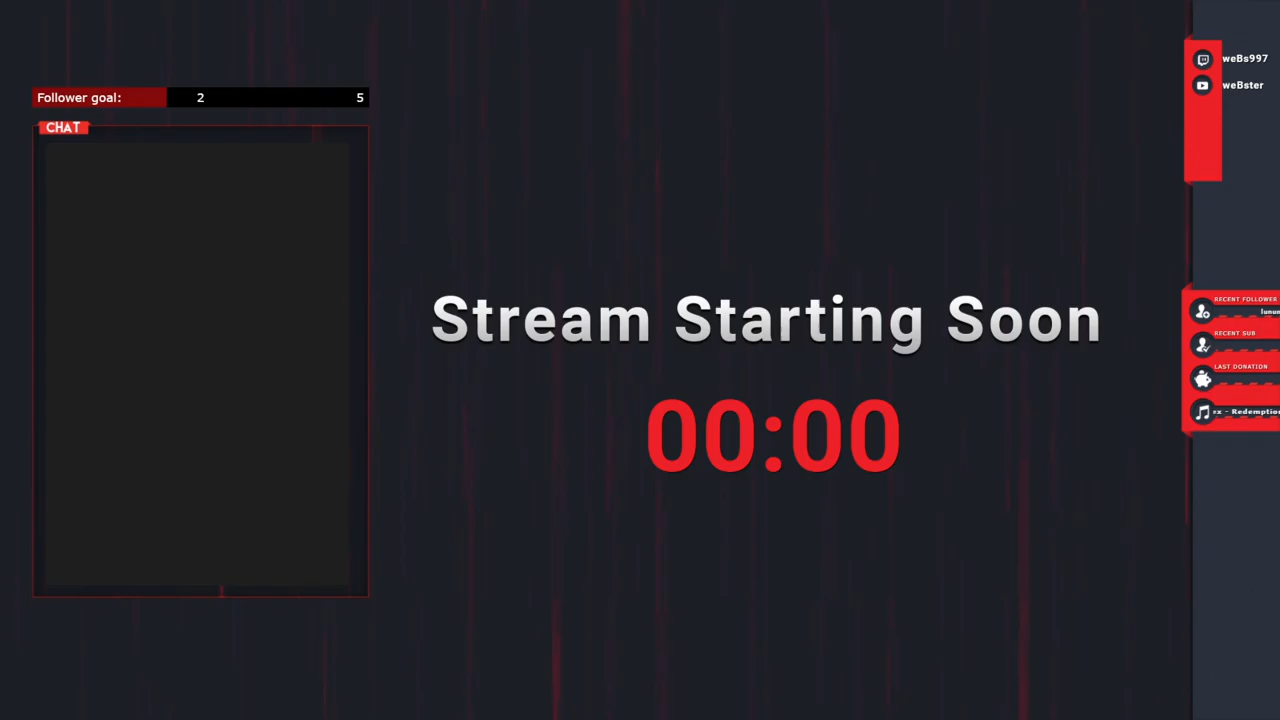 Follower goal: 2 5
CHAT
Stream Starting Soon
00:00
weBs997
weBster
RECENT FOLLOWER
RECENT SUB
LAST DONATION
ex - Redemption